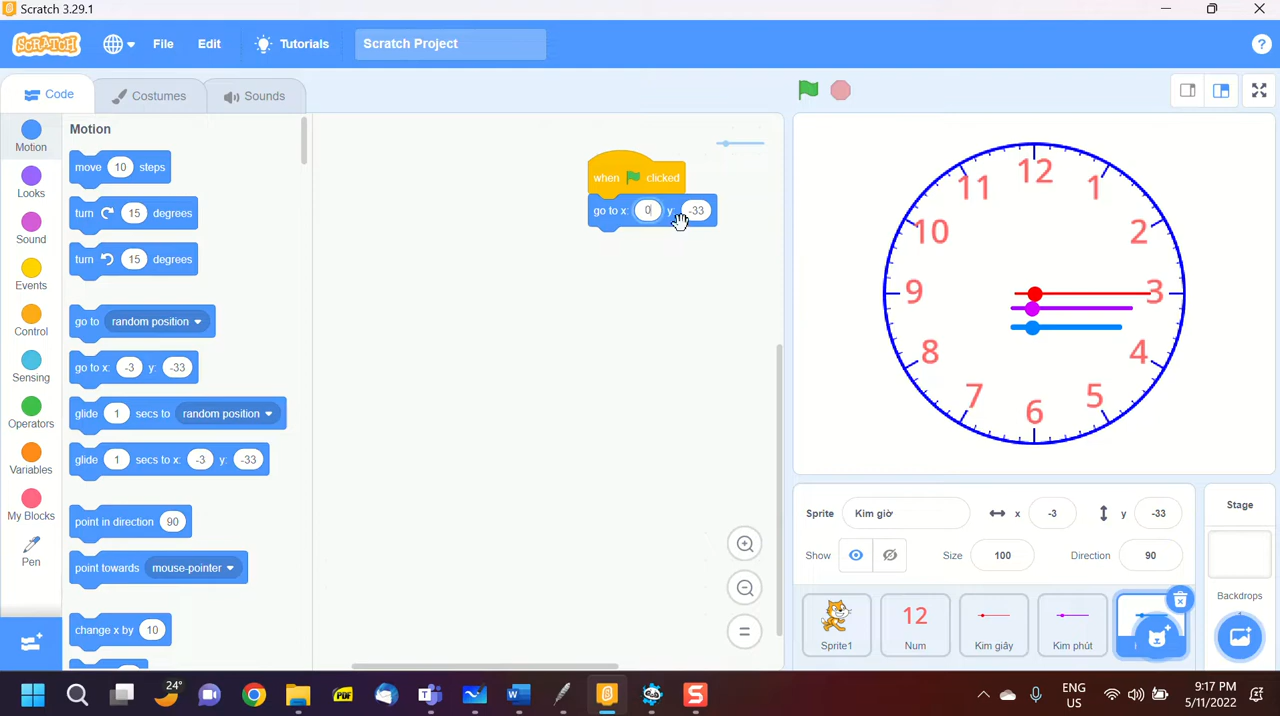 Scratch 3.29.1
SCRATCH
File
Edit
Tutorials
Scratch Project
?
Code
Costumes
Sounds
Motion
Looks
Sound
Events
Control
Sensing
Operators
Variables
My Blocks
Pen
Motion
move 10 steps
turn 15 degrees
turn 15 degrees
go to random position
go to x: -3 y: -33
glide 1 secs to random position
glide 1 secs to x: -3 y: -33
point in direction 90
point towards mouse-pointer
change x by 10
when clicked
go to x: 0 y: -33
12
1
2
3
4
5
6
7
8
9
10
11
Sprite Kim giờ x -3 y -33
Show Size 100 Direction 90
Sprite1
12
Num
Kim giây
Kim phút
Stage
Backdrops
1
24°
PDF
W
S
ENG
US
9:17 PM
5/11/2022